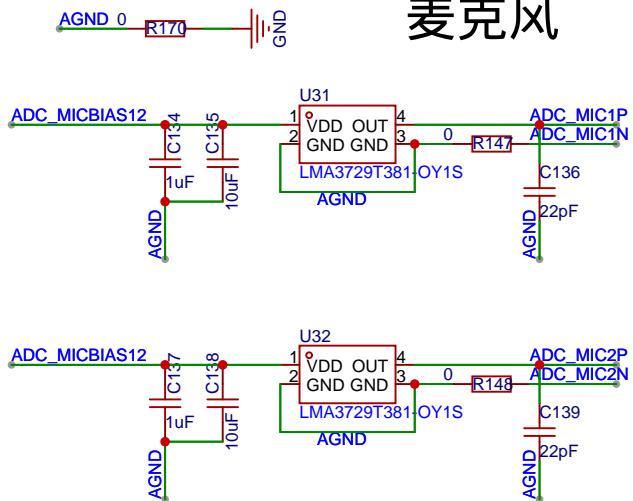 麦克风
AGND 0
R170
GND
U31
ADC_MICBIAS12
C134
C135
1
VDD OUT
4
ADC_MIC1P
2
GND GND
3
0
R147
ADC_MIC1N
LMA3729T381-OY1S
AGND
1uF
10uF
C136
22pF
AGND
AGND
U32
ADC_MICBIAS12
C137
C138
1
VDD OUT
4
ADC_MIC2P
2
GND GND
3
0
R148
ADC_MIC2N
LMA3729T381-OY1S
AGND
1uF
10uF
C139
22pF
AGND
AGND